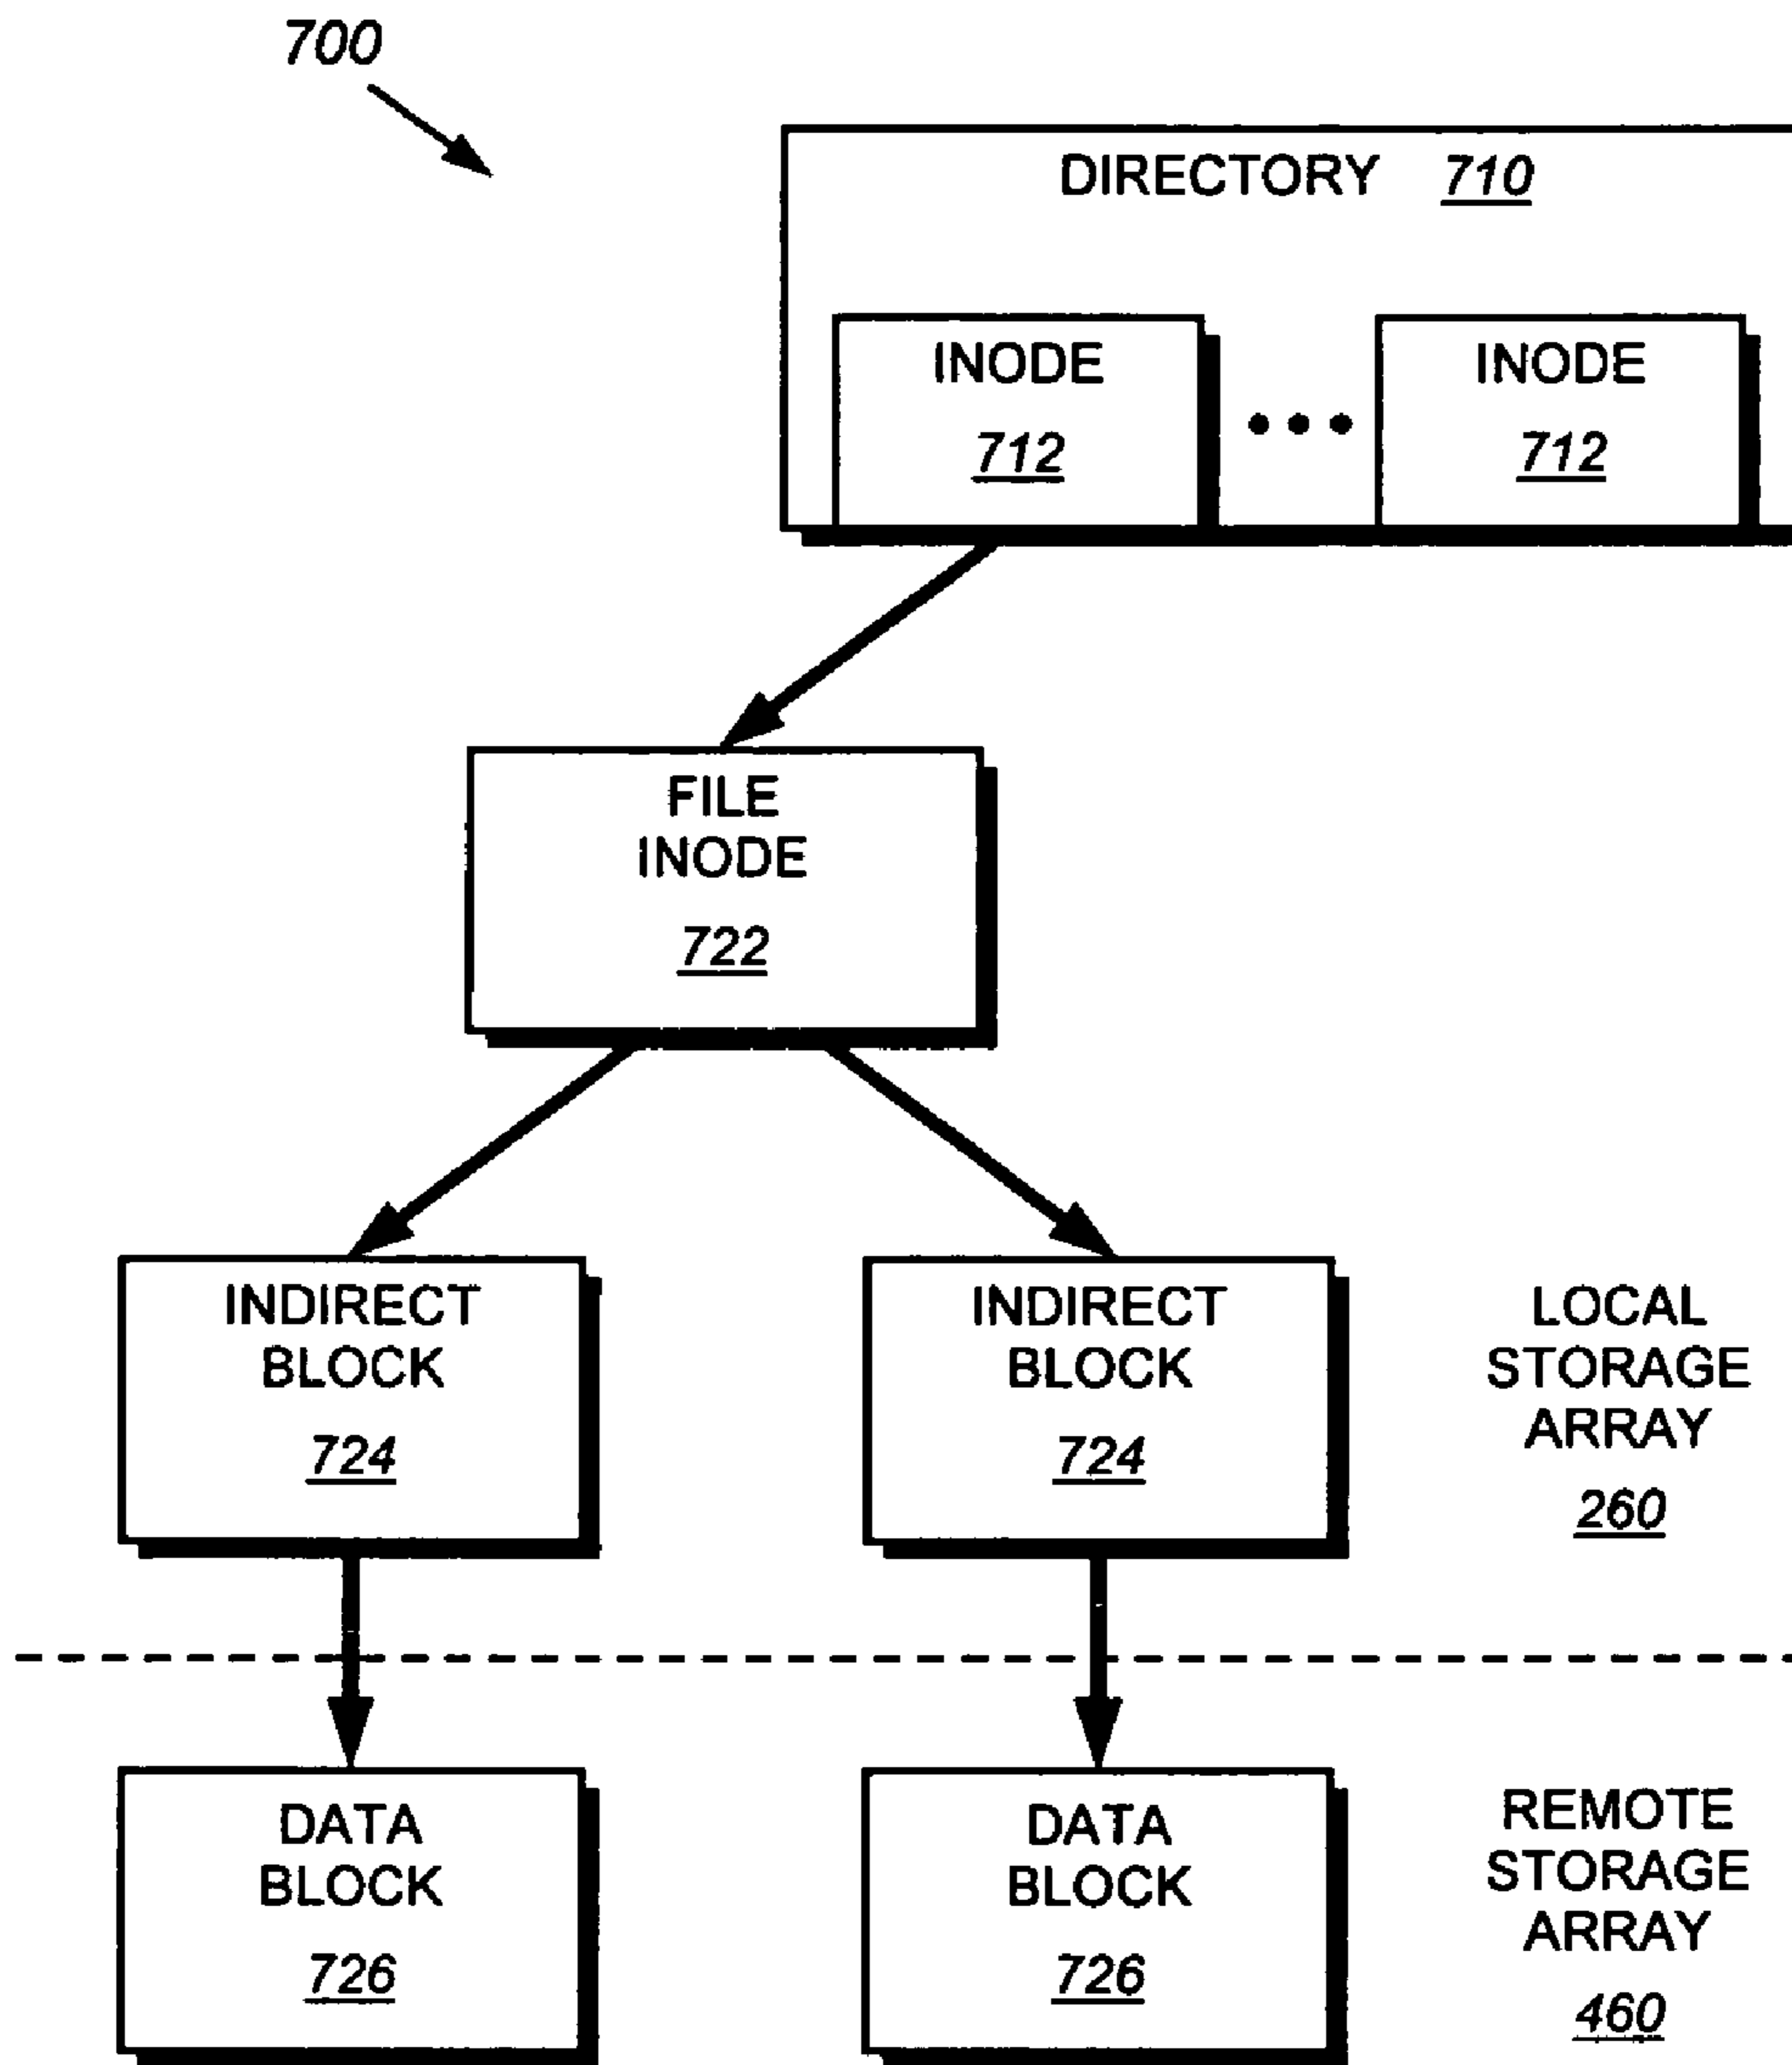 700
DIRECTORY 710
INODE
712
INODE
712
FILE
INODE
722
INDIRECT
BLOCK
724
INDIRECT
BLOCK
724
LOCAL
STORAGE
ARRAY
260
DATA
BLOCK
726
DATA
BLOCK
726
REMOTE
STORAGE
ARRAY
460